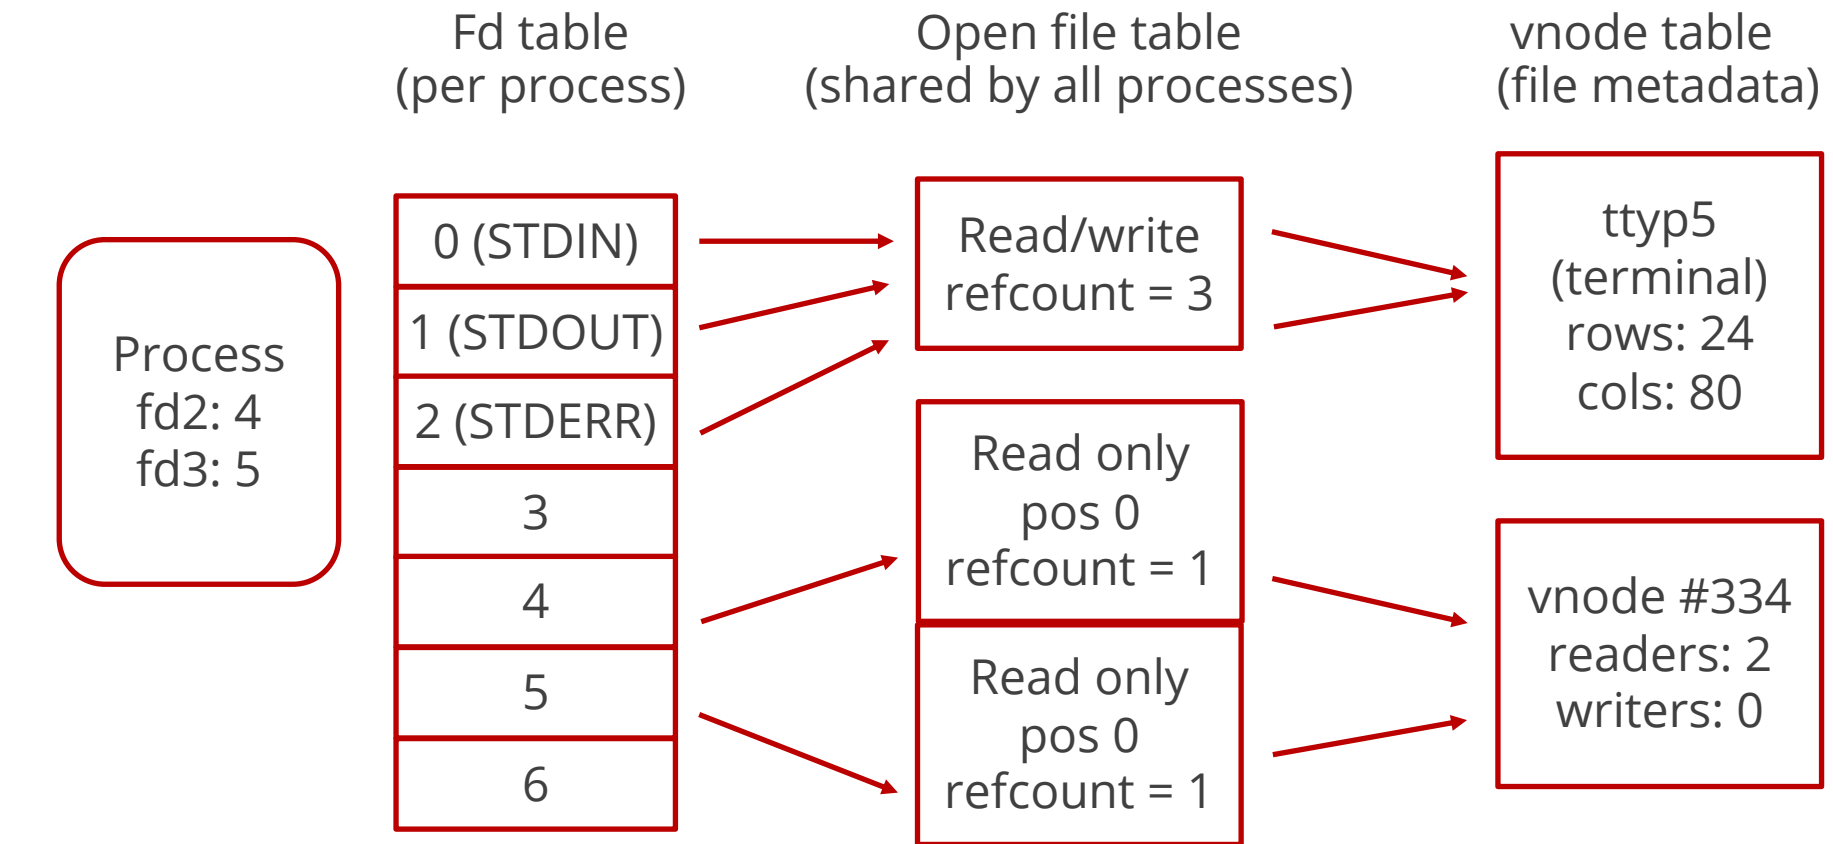 Fd table
(per process)
Open file table
(shared by all processes)
vnode table
(file metadata)
Process
fd2: 4
fd3: 5
0 (STDIN)
1 (STDOUT)
2 (STDERR)
3
4
5
6
Read/write
refcount = 3
Read only
pos 0
refcount = 1
Read only
pos 0
refcount = 1
ttyp5
(terminal)
rows: 24
cols: 80
vnode #334
readers: 2
writers: 0